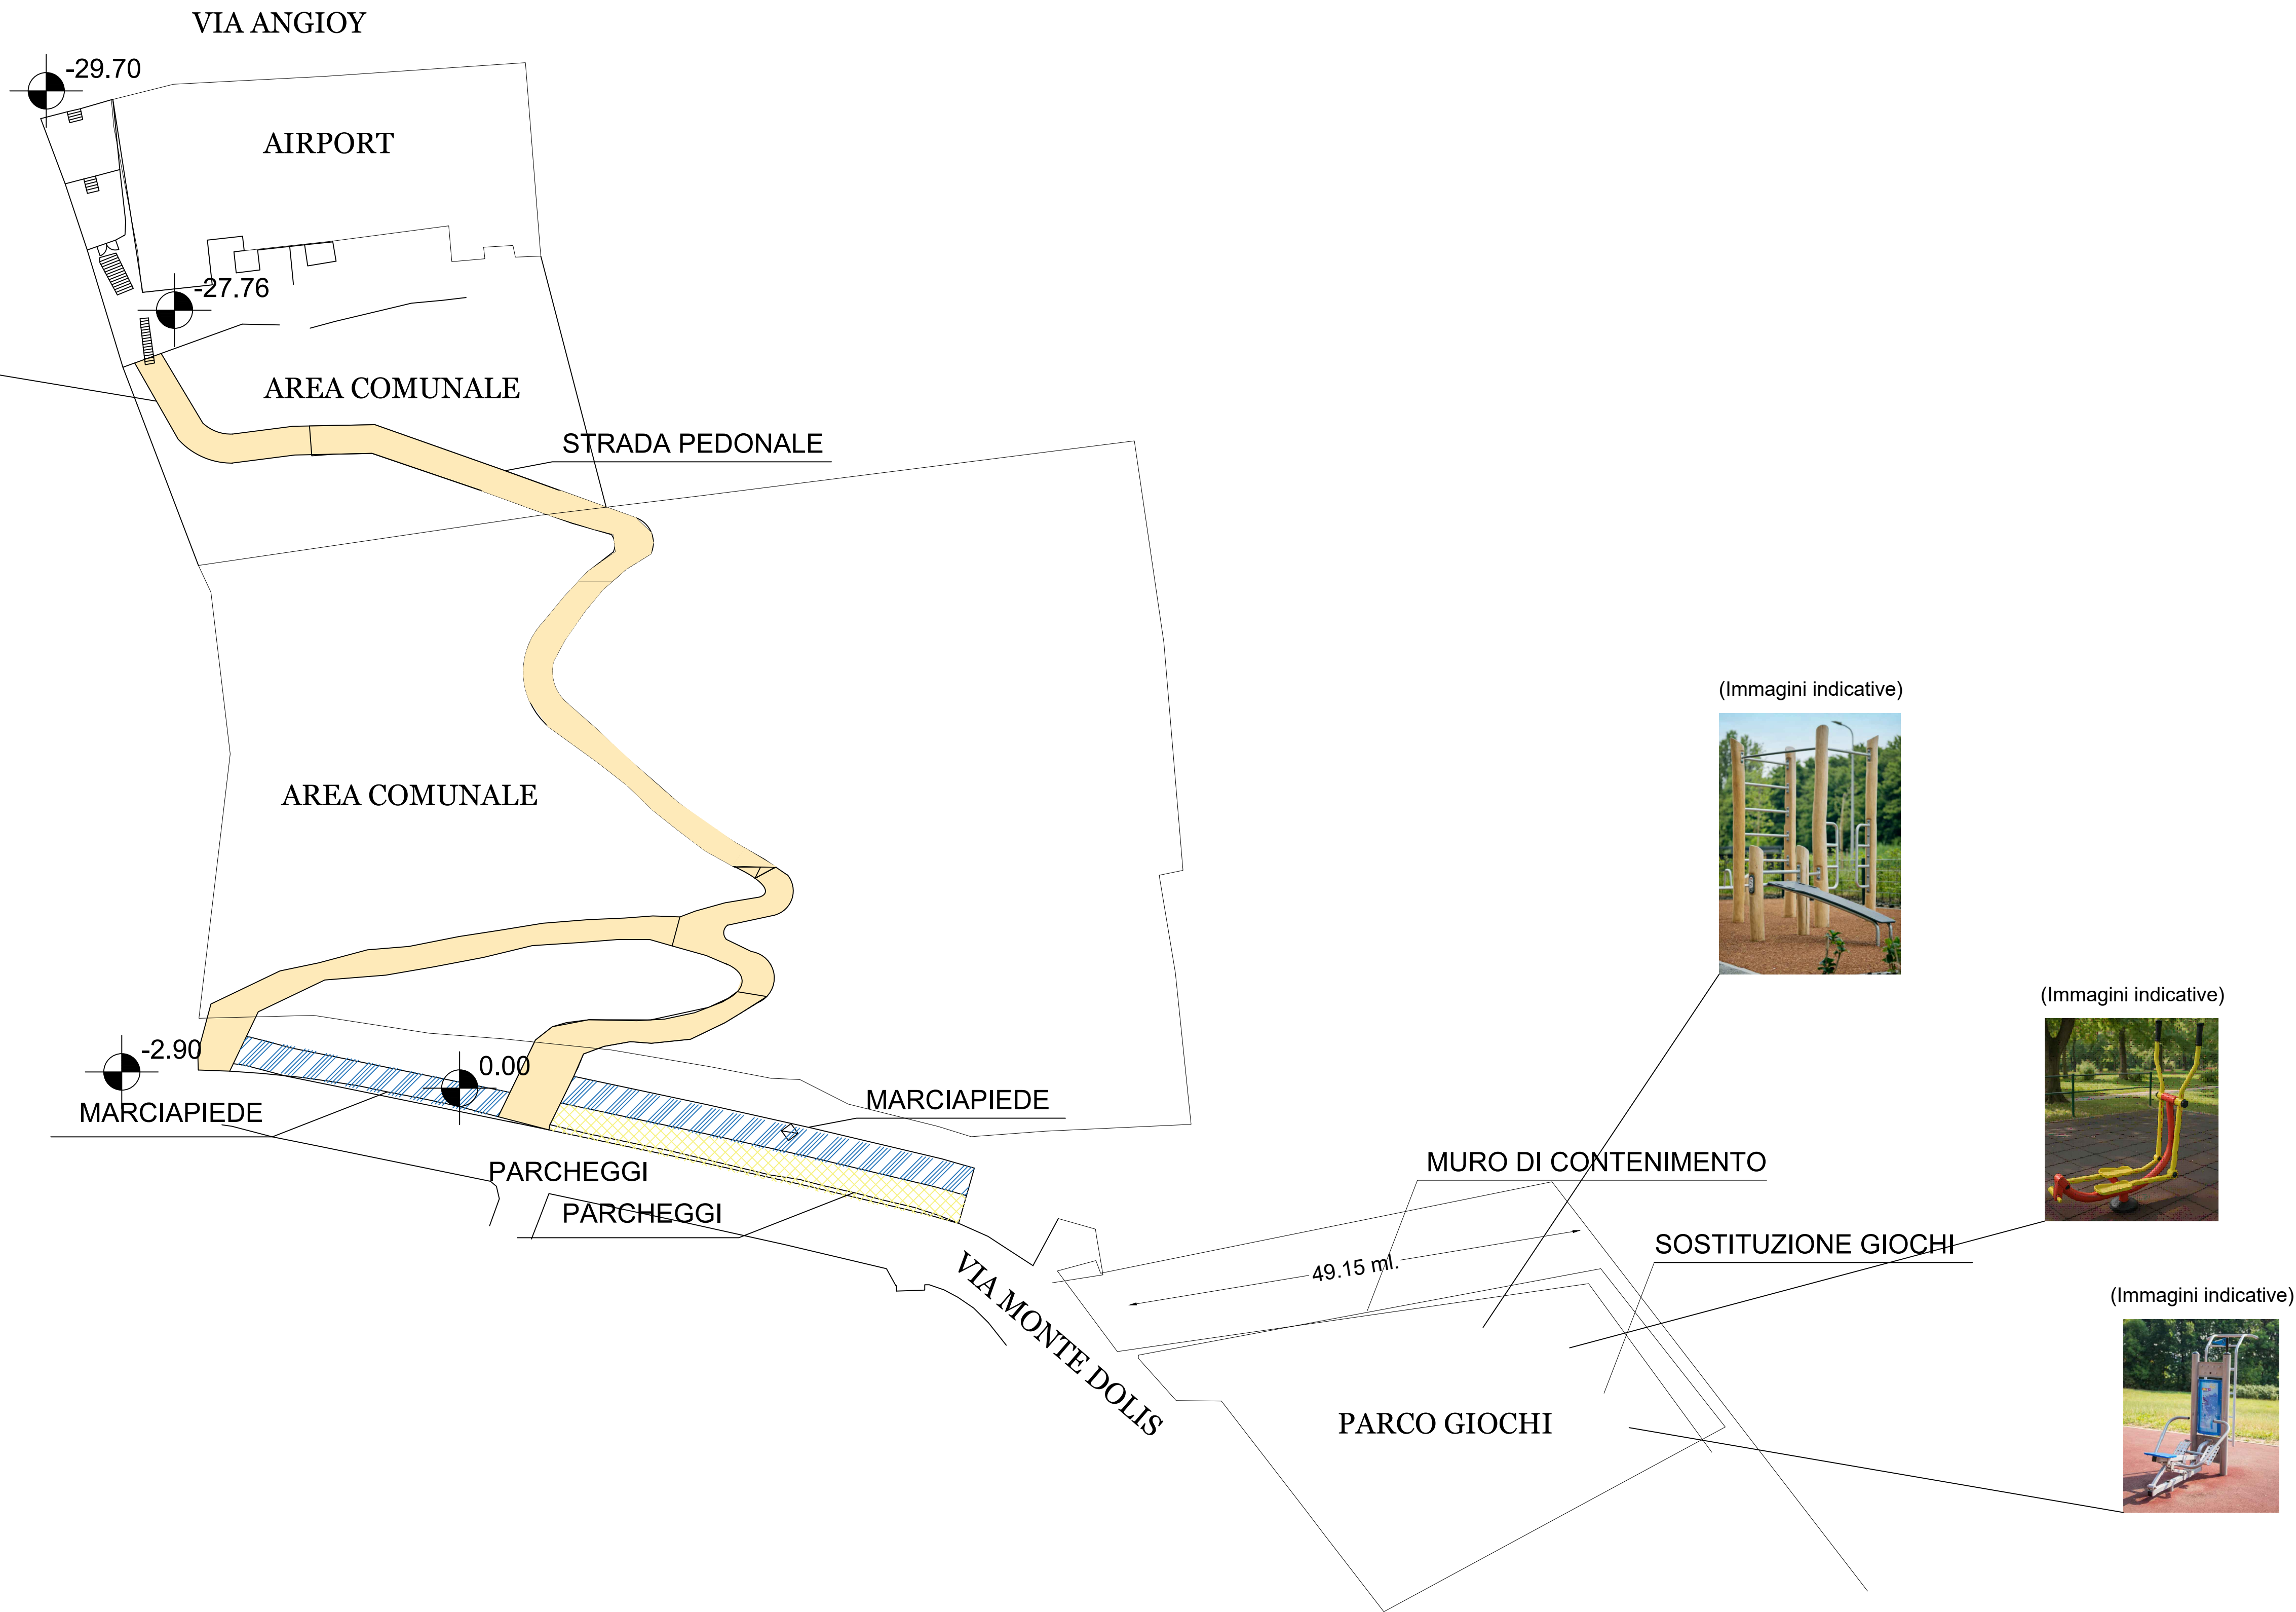 VIA ANGIOY
-29.70
AIRPORT
-27.76
AREA COMUNALE
STRADA PEDONALE
(Immagini indicative)
AREA COMUNALE
(Immagini indicative)
-2.90
0.00
MARCIAPIEDE
MARCIAPIEDE
PARCHEGGI
MURO DI CONTENIMENTO
PARCHEGGI
SOSTITUZIONE GIOCHI
49.15 ml.
VIA MONTE DOLIS
(Immagini indicative)
PARCO GIOCHI